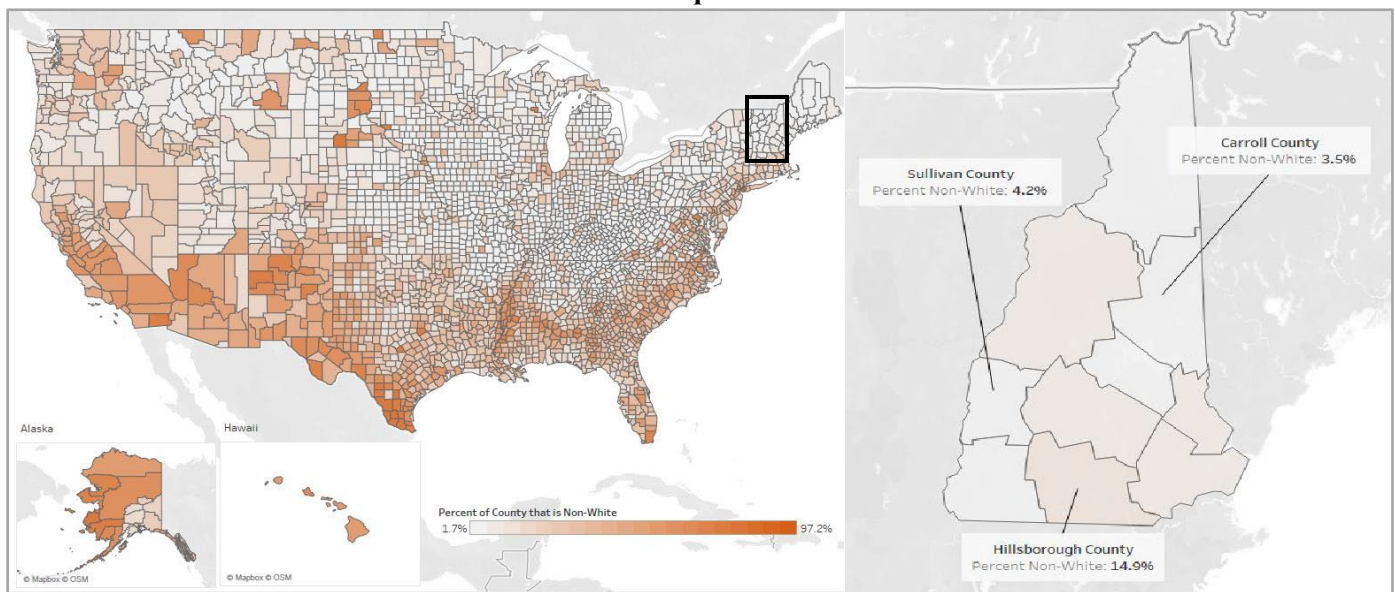 Alaska
Hawaii
© Mapbox © OSM
© Mapbox © OSM
Percent of County that is Non-White
1.7%
97.2%
Sullivan County
Percent Non-White: 4.2%
Carroll County
Percent Non-White: 3.5%
Hillsborough County
Percent Non-White: 14.9%